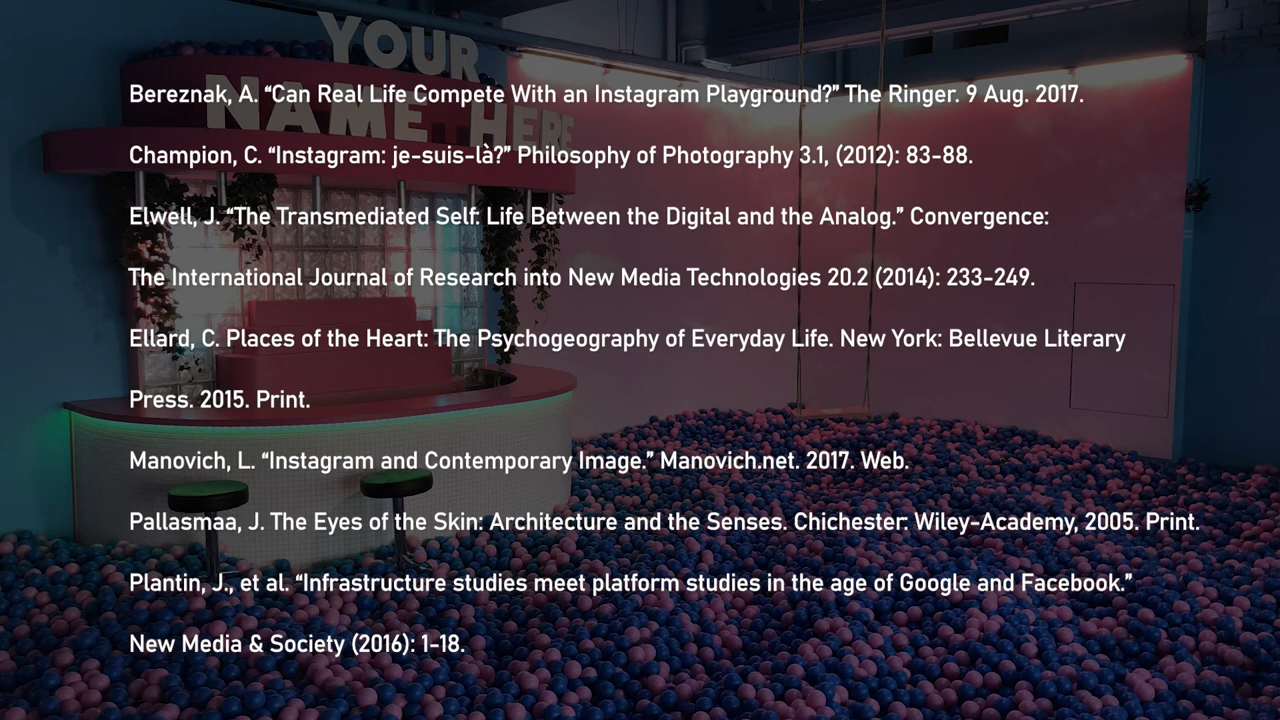 YOUR
NAME HERE
Bereznak, A. “Can Real Life Compete With an Instagram Playground?” The Ringer. 9 Aug. 2017.
Champion, C. “Instagram: je-suis-là?” Philosophy of Photography 3.1, (2012): 83-88.
Elwell, J. “The Transmediated Self: Life Between the Digital and the Analog.” Convergence:
The International Journal of Research into New Media Technologies 20.2 (2014): 233-249.
Ellard, C. Places of the Heart: The Psychogeography of Everyday Life. New York: Bellevue Literary
Press. 2015. Print.
Manovich, L. “Instagram and Contemporary Image.” Manovich.net. 2017. Web.
Pallasmaa, J. The Eyes of the Skin: Architecture and the Senses. Chichester: Wiley-Academy, 2005. Print.
Plantin, J., et al. “Infrastructure studies meet platform studies in the age of Google and Facebook.”
New Media & Society (2016): 1-18.